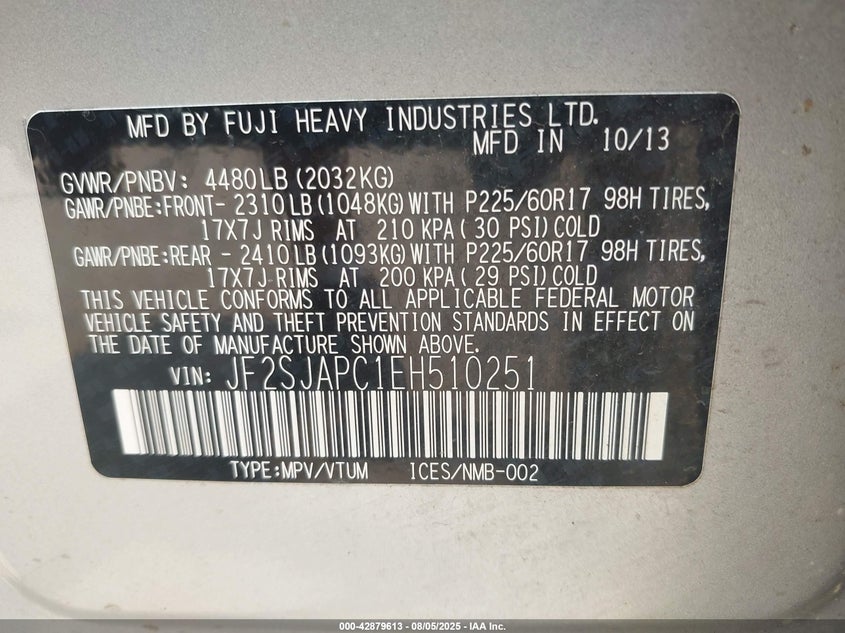 MFD BY FUJI HEAVY INDUSTRIES LTD.
MFD IN 10/13
GVWR/PNBV: 4480LB (2032KG)
GAWR/PNBE:FRONT- 2310LB (1048KG) WITH P225/60R17 98H TIRES,
17X7J RIMS AT 210 KPA ( 30 PSI) COLD
GAWR/PNBE:REAR - 2410LB (1093KG) WITH P225/60R17 98H TIRES,
17X7J RIMS AT 200 KPA ( 29 PSI) COLD
THIS VEHICLE CONFORMS TO ALL APPLICABLE FEDERAL MOTOR
VEHICLE SAFETY AND THEFT PREVENTION STANDARDS IN EFFECT ON
THE DATE OF MANUFACTURE SHOWN ABOVE.
VIN: JF2SJAPC1EH510251
TYPE:MPV/VTUM ICES/NMB-002
000-42879613 - 08/05/2025 - IAA Inc.